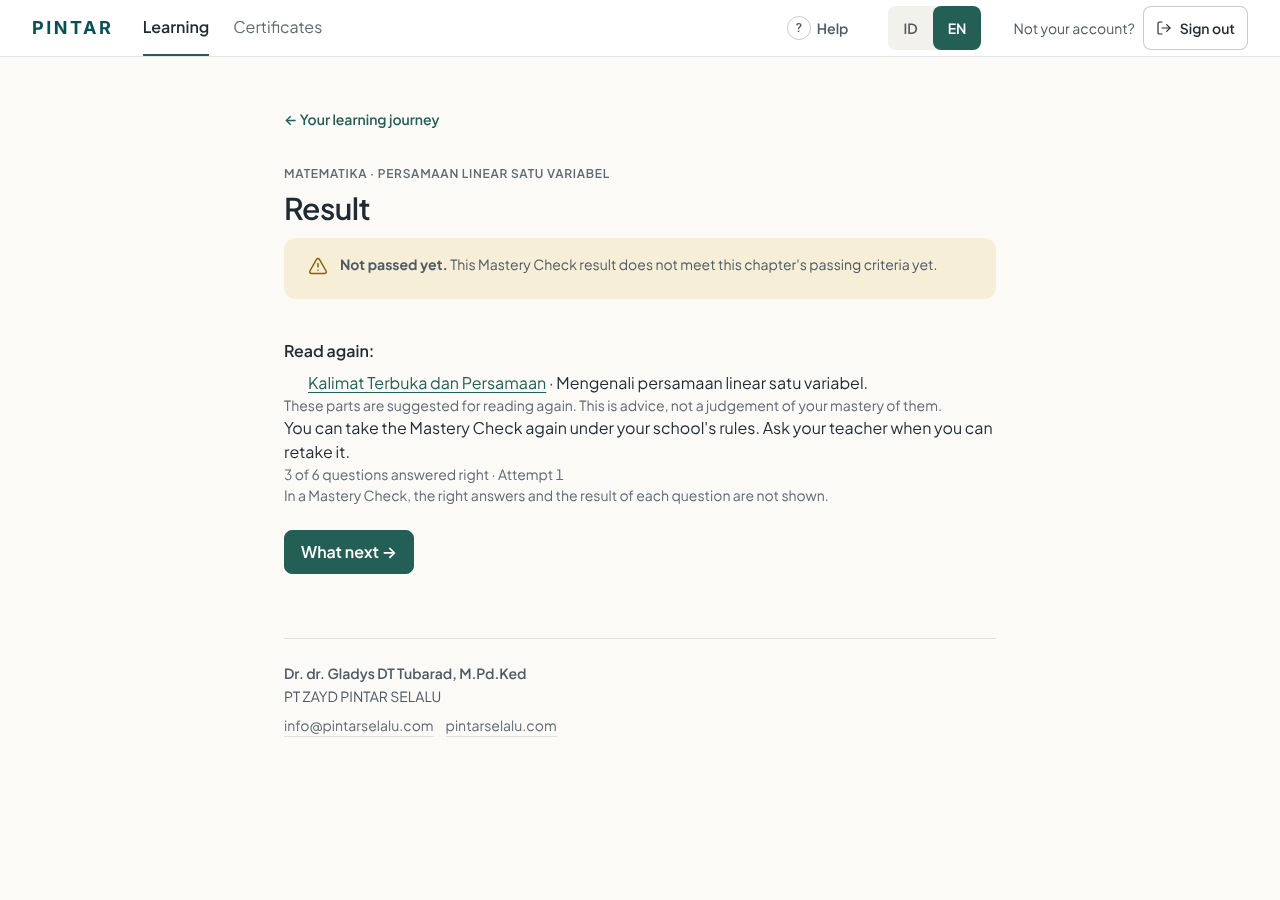 PINTAR
Learning
Certificates
?
Help
ID
EN
Not your account?
Sign out
← Your learning journey
MATEMATIKA · PERSAMAAN LINEAR SATU VARIABEL
Result
Not passed yet. This Mastery Check result does not meet this chapter's passing criteria yet.
Read again:
Kalimat Terbuka dan Persamaan · Mengenali persamaan linear satu variabel.
These parts are suggested for reading again. This is advice, not a judgement of your mastery of them.
You can take the Mastery Check again under your school's rules. Ask your teacher when you can
retake it.
3 of 6 questions answered right · Attempt 1
In a Mastery Check, the right answers and the result of each question are not shown.
What next →
Dr. dr. Gladys DT Tubarad, M.Pd.Ked
PT ZAYD PINTAR SELALU
info@pintarselalu.com pintarselalu.com